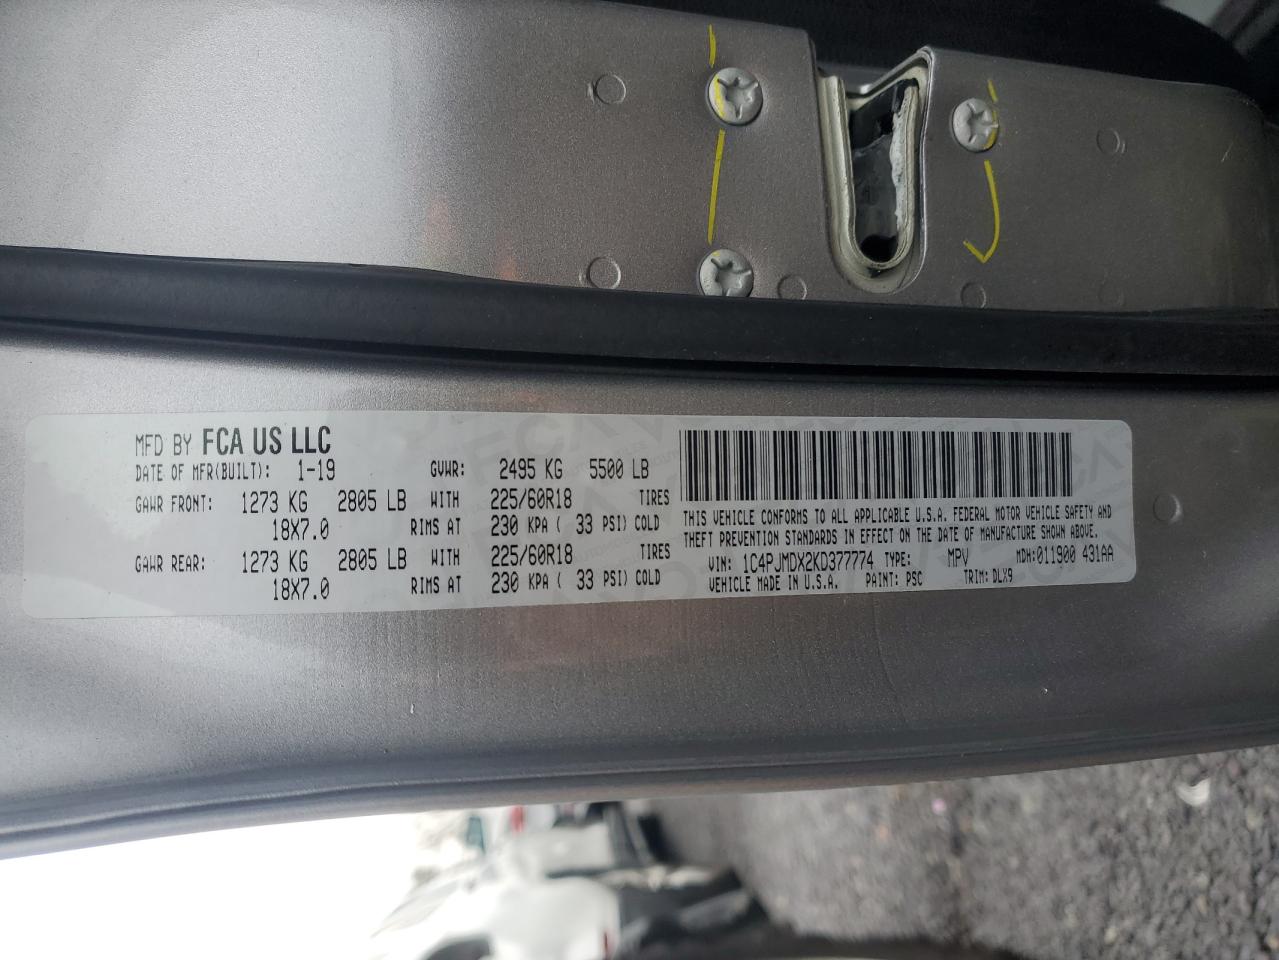 MFD BY FCA US LLC
DATE OF MFR(BUILT): 1-19 GVWR: 2495 KG 5500 LB
GAWR FRONT: 1273 KG 2805 LB WITH 225/60R18 TIRES
18X7.0 RIMS AT 230 KPA ( 33 PSI) COLD
GAWR REAR: 1273 KG 2805 LB WITH 225/60R18 TIRES
18X7.0 RIMS AT 230 KPA ( 33 PSI) COLD
THIS VEHICLE CONFORMS TO ALL APPLICABLE U.S.A. FEDERAL MOTOR VEHICLE SAFETY AND
THEFT PREVENTION STANDARDS IN EFFECT ON THE DATE OF MANUFACTURE SHOWN ABOVE.
VIN: 1C4PJMDX2KD377774 TYPE: MPV MDH:011900 431AA
VEHICLE MADE IN U.S.A. PAINT: PSC TRIM: DLX9